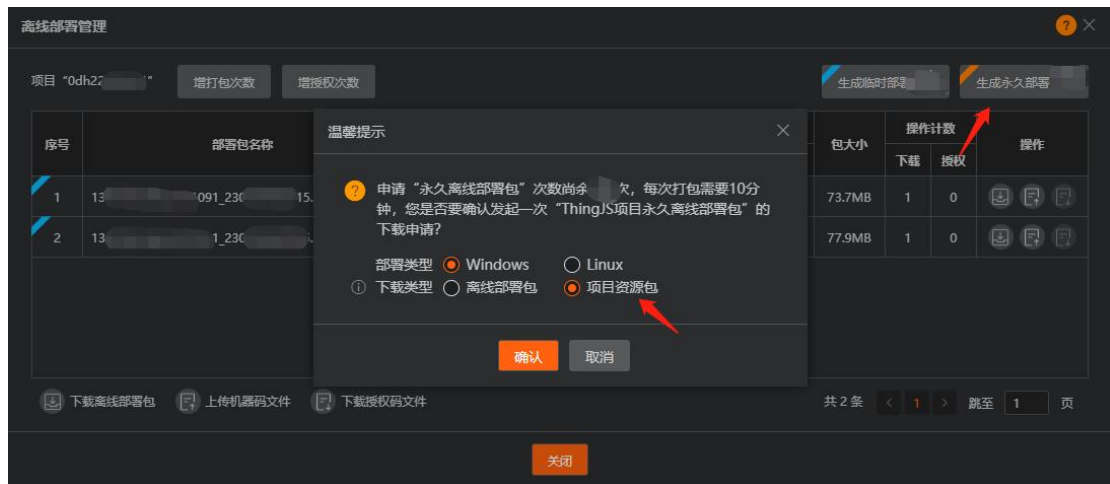 离线部署管理
项目 “0dh22 ” 增打包次数 增授权次数 生成临时部署 生成永久部署
序号 部署包名称 包大小 操作计数 操作
下载 授权
1 13 1091_230 15. 73.7MB 1 0
2 13 1_230 77.9MB 1 0
温馨提示
申请“永久离线部署包”次数尚余 次，每次打包需要10分
钟，您是否要确认发起一次“ThingJS项目永久离线部署包”的
下载申请?
部署类型 Windows Linux
下载类型 离线部署包 项目资源包
确认 取消
下载离线部署包 上传机器码文件 下载授权码文件 共 2 条 < 1 > 跳至 1 页
关闭